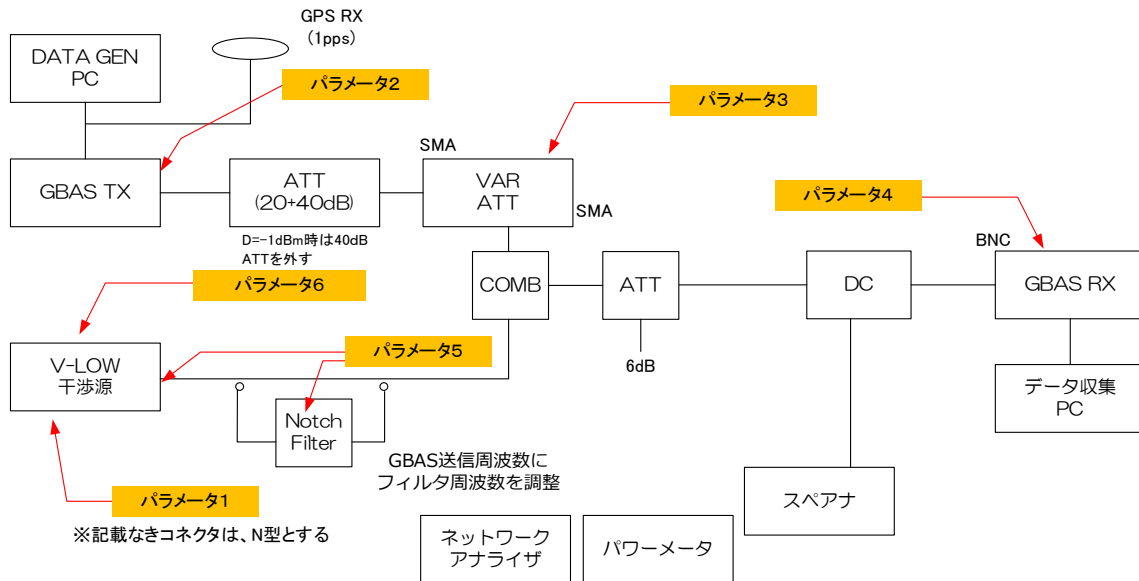 GPS RX
(1pps)
DATA GEN
PC
パラメータ2
パラメータ3
SMA
GBAS TX
ATT
(20+40dB)
VAR
ATT
SMA
パラメータ4
D=-1dBm時は40dB
ATTを外す
BNC
パラメータ6
COMB
ATT
DC
GBAS RX
V-LOW
干渉源
パラメータ5
6dB
データ収集
PC
Notch
Filter
GBAS送信周波数に
フィルタ周波数を調整
パラメータ1
スペアナ
※記載なきコネクタは、N型とする
ネットワーク
アナライザ
パワーメータ